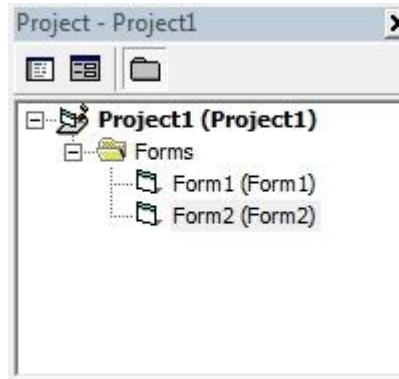 Project - Project1
Project1 (Project1)
Forms
Form1 (Form1)
Form2 (Form2)